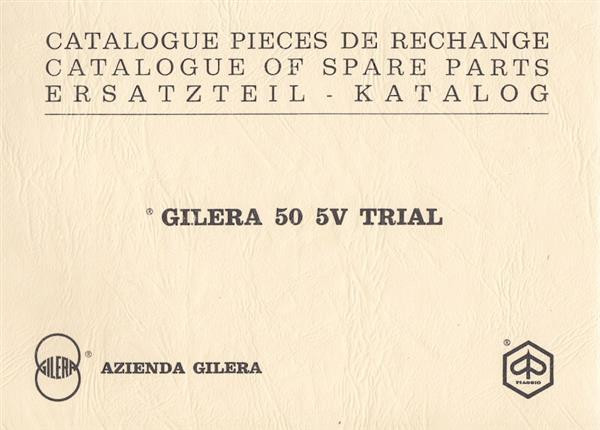 CATALOGUE PIECES DE RECHANGE
CATALOGUE OF SPARE PARTS
ERSATZTEIL - KATALOG
® GILERA 50 5V TRIAL
GILERA ® AZIENDA GILERA
®
PIAGGIO